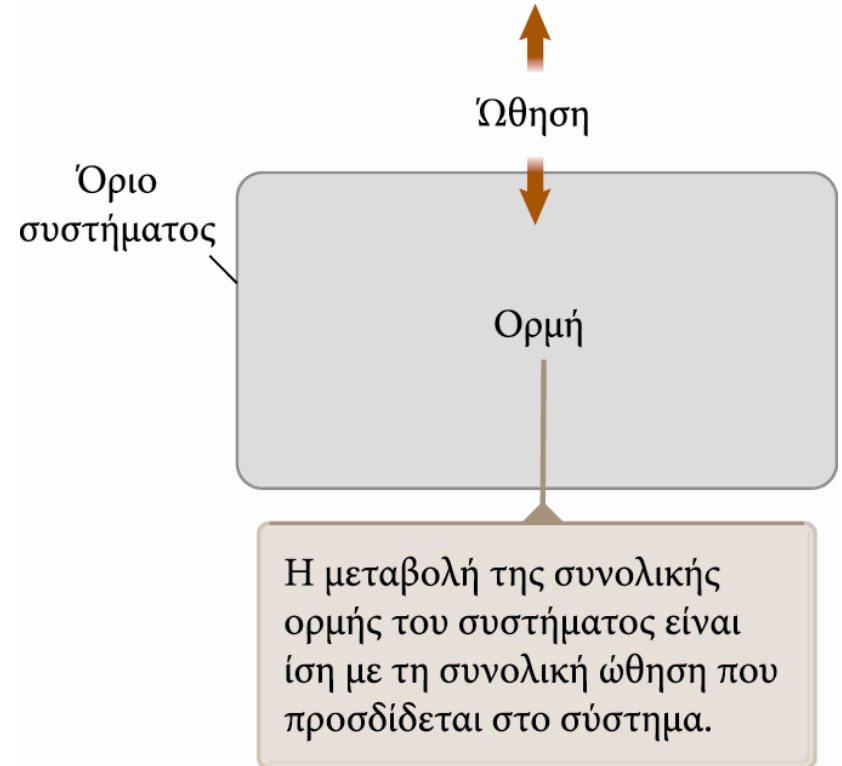 Ώθηση
Όριο
συστήματος
Ορμή
Η μεταβολή της συνολικής
ορμής του συστήματος είναι
ίση με τη συνολική ώθηση που
προσδίδεται στο σύστημα.